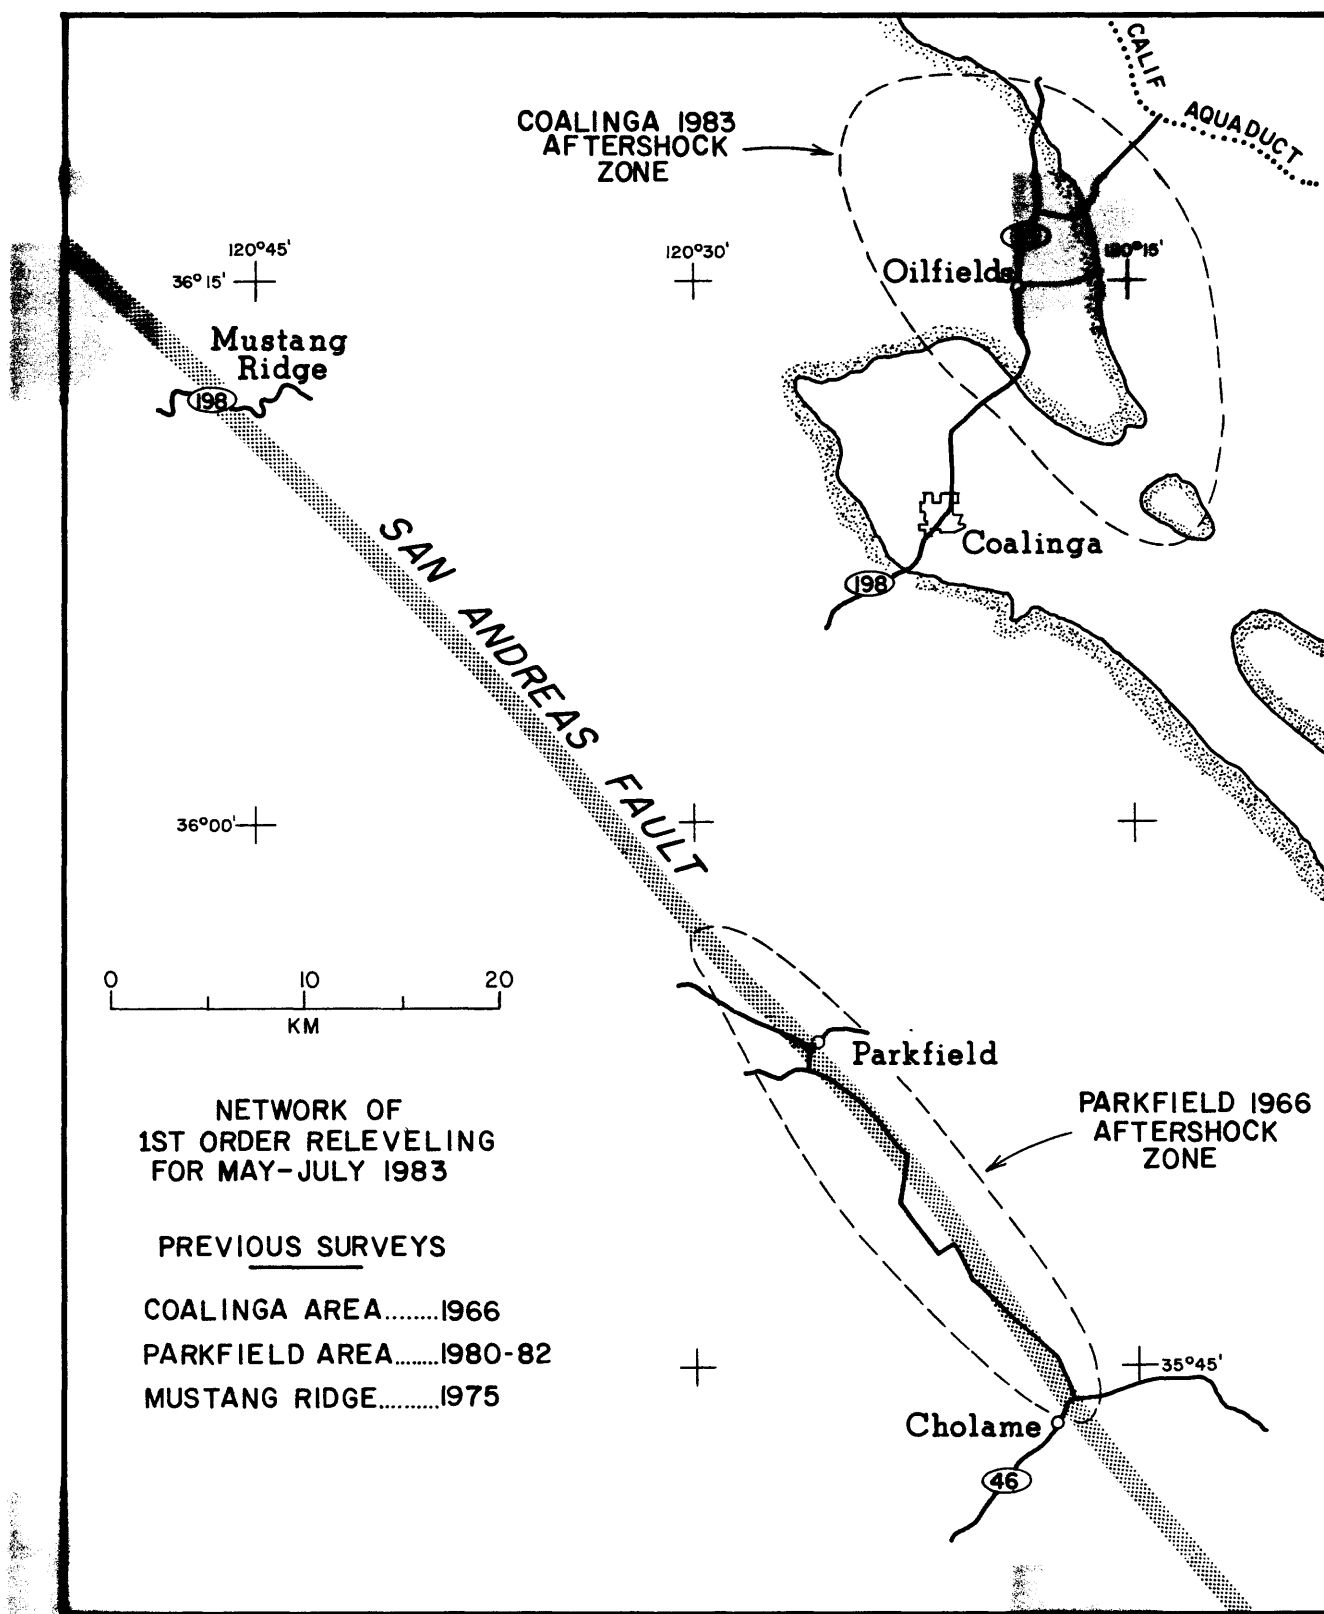 CALIF
AQUADUCT
COALINGA 1983
AFTERSHOCK
ZONE
120°45'
36°15'
120°30'
120°15'
Oilfields
Mustang
Ridge
198
SAN ANDREAS FAULT
Coalinga
198
36°00'
0 10 20
KM
Parkfield
PARKFIELD 1966
AFTERSHOCK
ZONE
NETWORK OF
1ST ORDER RELEVELING
FOR MAY-JULY 1983
PREVIOUS SURVEYS
COALINGA AREA........1966
PARKFIELD AREA.......1980-82
MUSTANG RIDGE..........1975
35°45'
Cholame
46